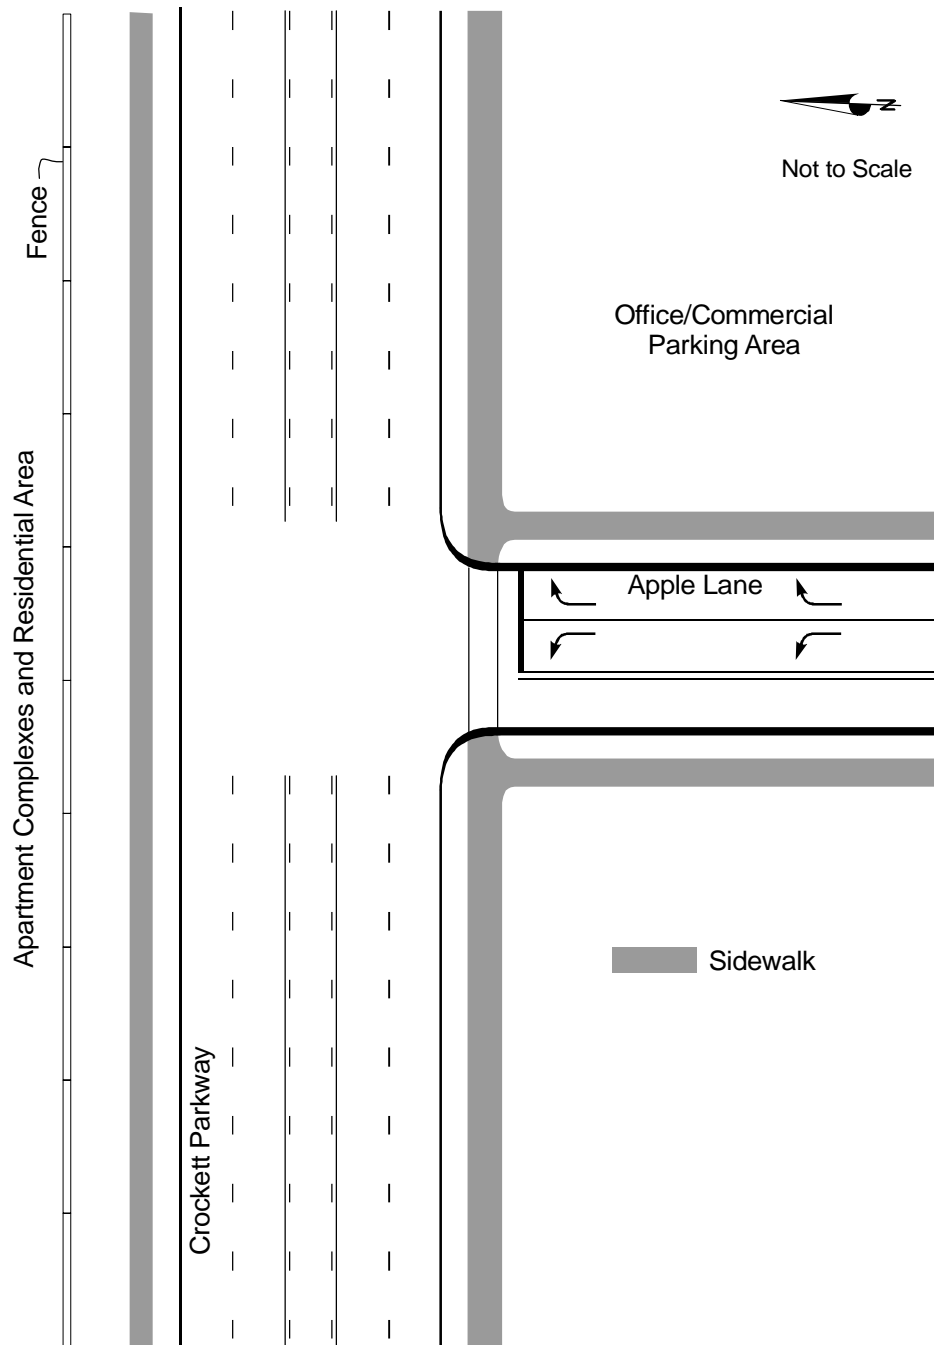 N
Not to Scale
Fence
Office/Commercial
Parking Area
Apartment Complexes and Residential Area
Apple Lane
Sidewalk
Crockett Parkway